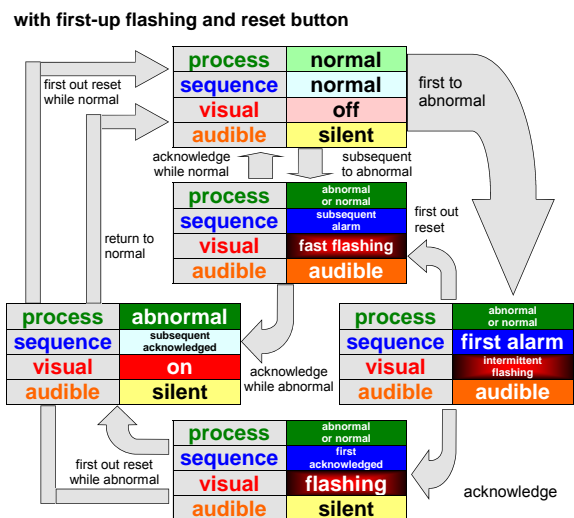 with first-up flashing and reset button
process normal
sequence normal
visual off
audible silent
first out reset
while normal
first to
abnormal
acknowledge
while normal
subsequent
to abnormal
process abnormal
or normal
sequence subsequent
alarm
visual fast flashing
audible audible
first out
reset
return to
normal
process abnormal
sequence subsequent
acknowledged
visual on
audible silent
acknowledge
while abnormal
process abnormal
or normal
sequence first alarm
visual intermittent
flashing
audible audible
first out reset
while abnormal
process abnormal
or normal
sequence first
acknowledged
visual flashing
audible silent
acknowledge